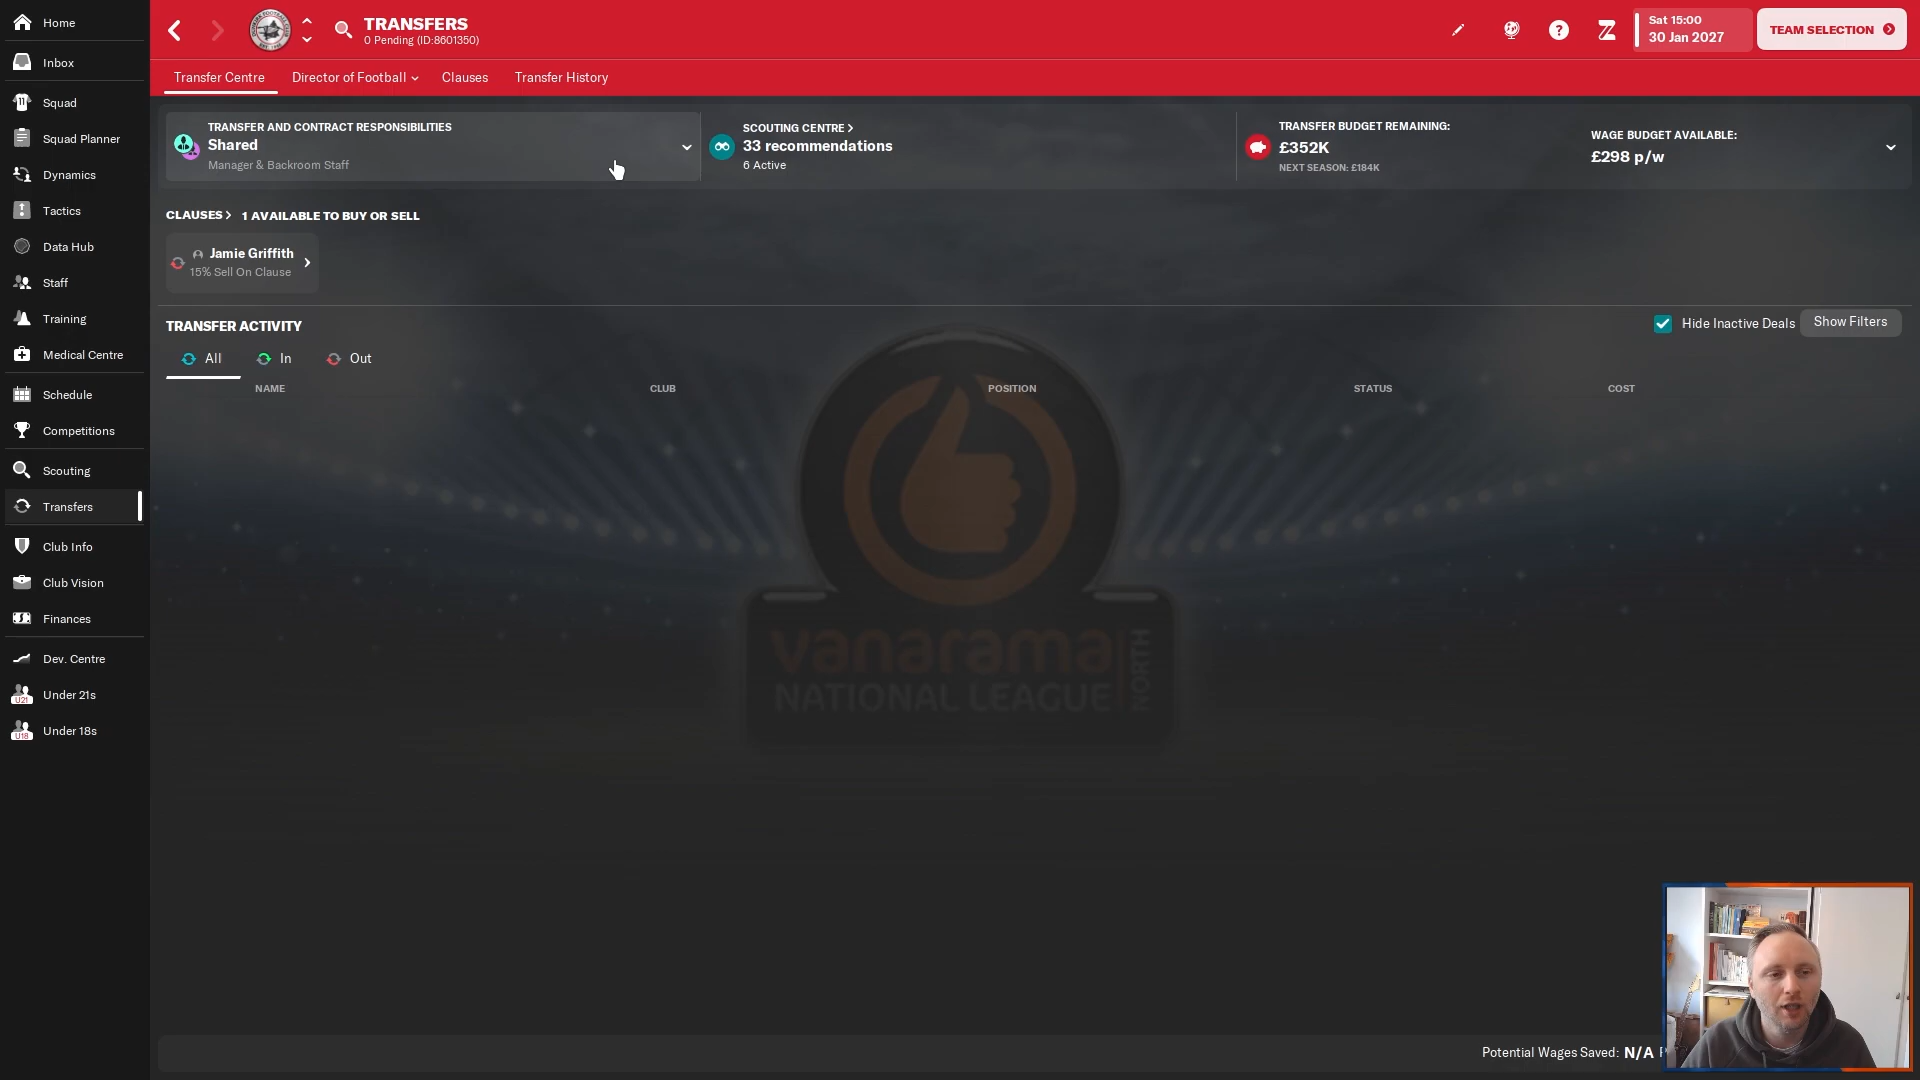 Home
Inbox
Squad
Squad Planner
Dynamics
Tactics
Data Hub
Staff
Training
Medical Centre
Schedule
Competitions
Scouting
Transfers
Club Info
Club Vision
Finances
Dev. Centre
U21
Under 21s
U18
Under 18s
TRANSFERS
0 Pending (ID:8601350)
Sat 15:00
30 Jan 2027
TEAM SELECTION
Transfer Centre
Director of Football
Clauses
Transfer History
TRANSFER AND CONTRACT RESPONSIBILITIES
Shared
Manager & Backroom Staff
SCOUTING CENTRE >
33 recommendations
6 Active
TRANSFER BUDGET REMAINING:
£352K
NEXT SEASON: £184K
WAGE BUDGET AVAILABLE:
£298 p/w
CLAUSES > 1 AVAILABLE TO BUY OR SELL
Jamie Griffith
15% Sell On Clause
TRANSFER ACTIVITY
Hide Inactive Deals
Show Filters
All
In
Out
NAME
CLUB
POSITION
STATUS
COST
vanarama
NATIONAL LEAGUE
NORTH
Potential Wages Saved: N/A